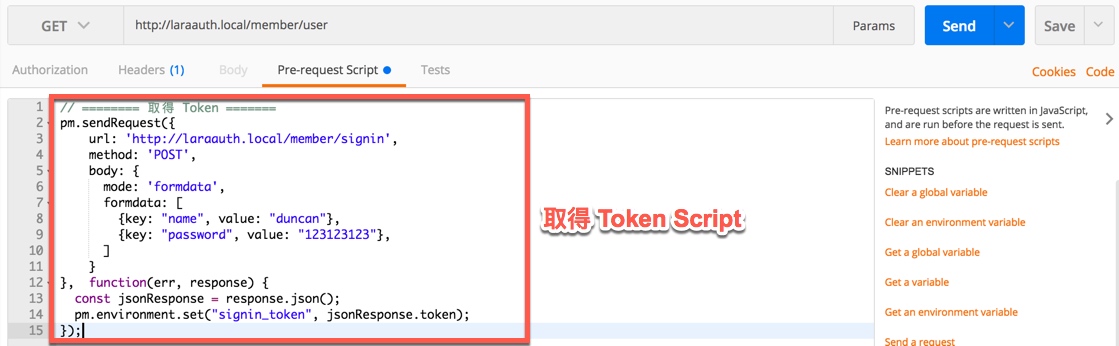 GET http://laraauth.local/member/user Params Send Save
Authorization Headers (1) Body Pre-request Script Tests Cookies Code
1 // ======== 取得 Token =======
2 pm.sendRequest({
3 url: 'http://laraauth.local/member/signin',
4 method: 'POST',
5 body: {
6 mode: 'formdata',
7 formdata: [
8 {key: "name", value: "duncan"},
9 {key: "password", value: "123123123"},
10 ]
11 }
12 }, function(err, response) {
13 const jsonResponse = response.json();
14 pm.environment.set("signin_token", jsonResponse.token);
15 });
取得 Token Script
Pre-request scripts are written in JavaScript,
and are run before the request is sent.
Learn more about pre-request scripts
SNIPPETS
Clear a global variable
Clear an environment variable
Get a global variable
Get a variable
Get an environment variable
Send a request